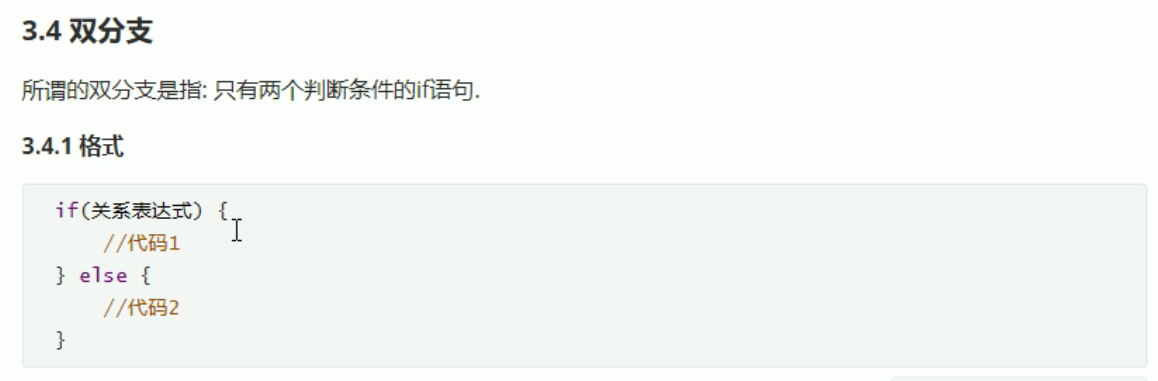 3.4 双分支
所谓的双分支是指: 只有两个判断条件的if语句.
3.4.1 格式
if(关系表达式) {
    //代码1
} else {
    //代码2
}